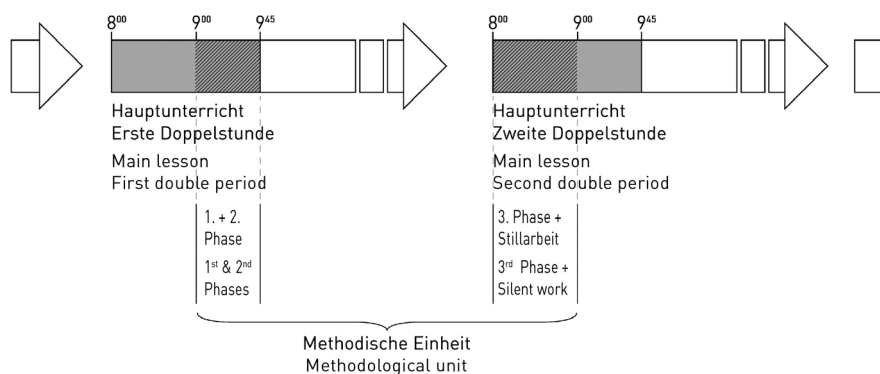 8⁰⁰ 9⁰⁰ 9⁴⁵
Hauptunterricht
Erste Doppelstunde
Main lesson
First double period
1. + 2.
Phase
1ˢᵗ & 2ⁿᵈ
Phases
8⁰⁰ 9⁰⁰ 9⁴⁵
Hauptunterricht
Zweite Doppelstunde
Main lesson
Second double period
3. Phase +
Stillarbeit
3ʳᵈ Phase +
Silent work
Methodische Einheit
Methodological unit